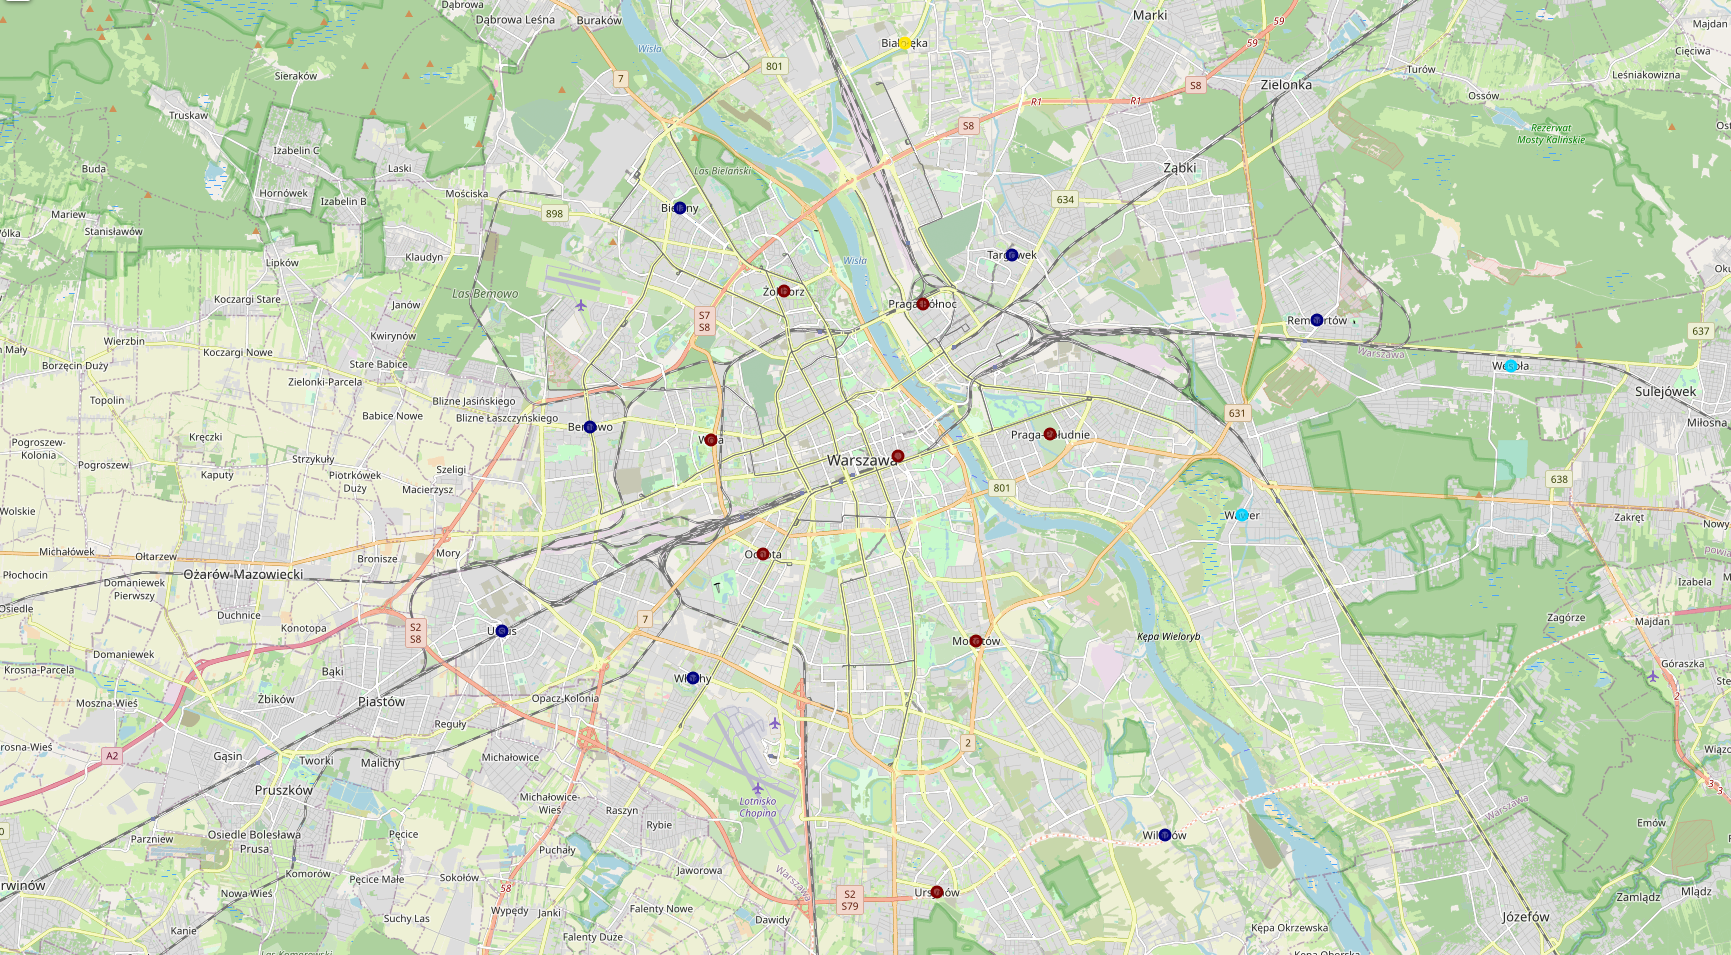 Dąbrowa
Dąbrowa Leśna
Buraków
Marki
Majdan
59
Wisła
Cięciwa
801
Turów
Leśniakowizna
Sieraków
7
Zielonka
S8
Ossów
R1
R1
Truskaw
S8
Rezerwat
Mosty Kalińskie
Izabelin C
Buda
Laski
Las Bielański
Ząbki
Hornówek
Mościska
634
Izabelin B
Mariew
898
Stanisławów
Wisła
Klaudyn
Lipków
Las Bemowo
Koczargi Stare
Janów
S7
S8
637
Wierzbin
Kwirynów
Koczargi Nowe
Warszawa
Borzęcin Duży
Stare Babice
Zielonki-Parcela
Sulejówek
Topolin
Blizne Jasińskiego
Babice Nowe
Blizne Łaszczyńskiego
631
Miłosna
Kręczki
Pogroszew-
Kolonia
Strzykuły
Warszawa
Pogroszew
Szeligi
Kaputy
Piotrkówek
Duży
Macierzysz
801
638
Wolskie
Zakręt
Nowy
Michałówek
Ołtarzew
Bronisze
Mory
Płochocin
Ożarów Mazowiecki
Domaniewek
Pierwszy
Izabela
Osiedle
Duchnice
Zagórze
7
Majdan
Konotopa
S2
S8
Kępa Wieloryb
Domaniewek
Góraszka
Krosna-Parcela
Bąki
Moszna-Wieś
Żbików
Piastów
Opacz-Kolonia
2
Reguły
2
A2
Gąsin
Tworki
Malichy
Michałowice
Pruszków
Michałowice-
Wieś
Lotnisko
Chopina
Raszyn
Rybie
Warszawa
Parzniew
Osiedle Bolesława
Prusa
Pęcice
Emów
Puchały
Komorów
Pęcice Małe
Sokołów
Jaworowa
Warszawa
58
Nowa Wieś
Zamlądz
Mlądz
S2
S79
Suchy Las
Wypędy
Janki
Falenty Nowe
Dawidy
Józefów
Kanie
Falenty Duże
Kępa Okrzewska